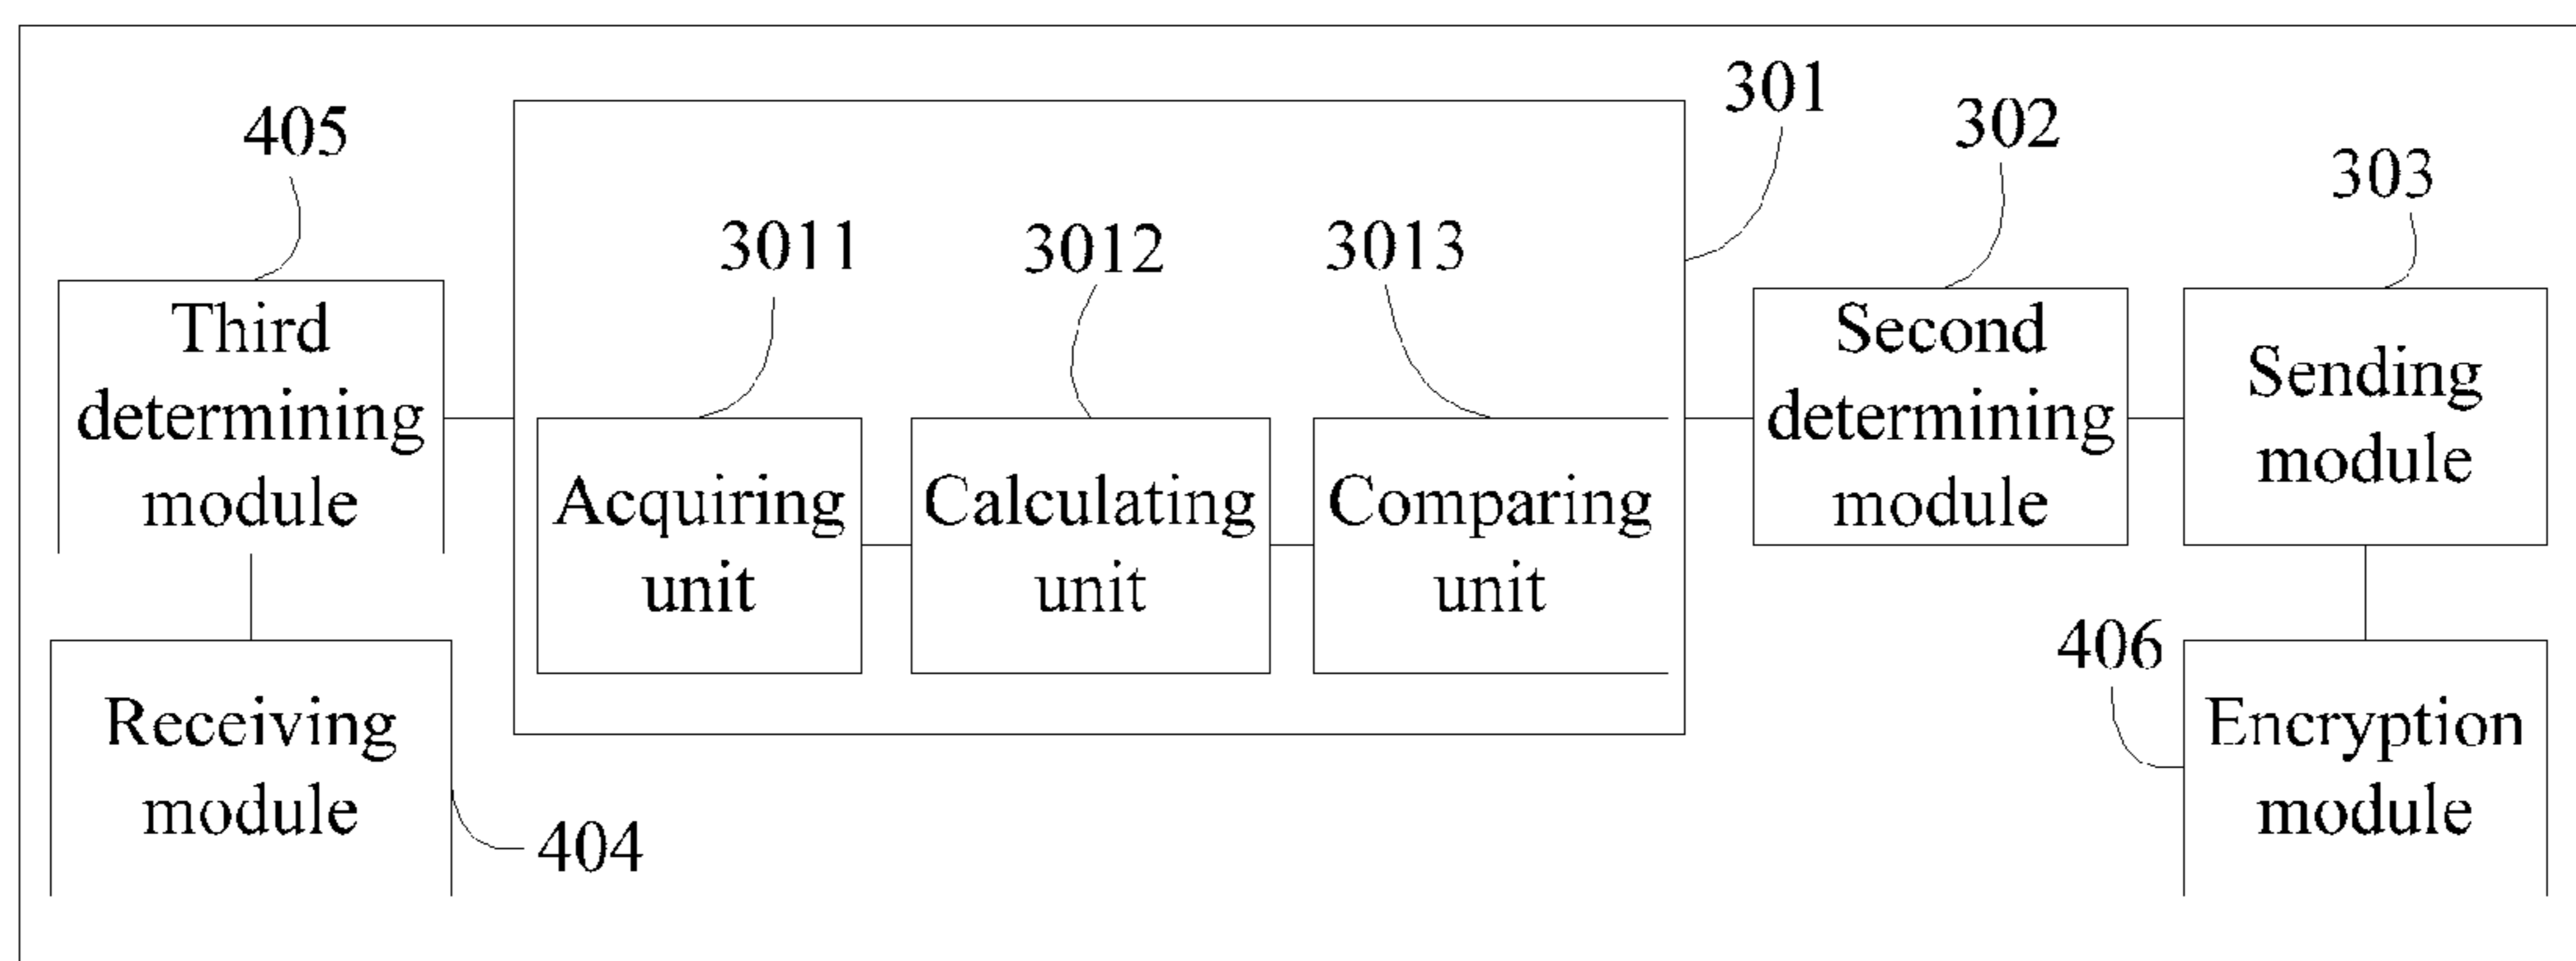 301
302
405
303
3011
3012
3013
Third
determining
module
Second
determining
module
Sending
module
Acquiring
unit
Calculating
unit
Comparing
unit
406
Receiving
module
Encryption
module
404